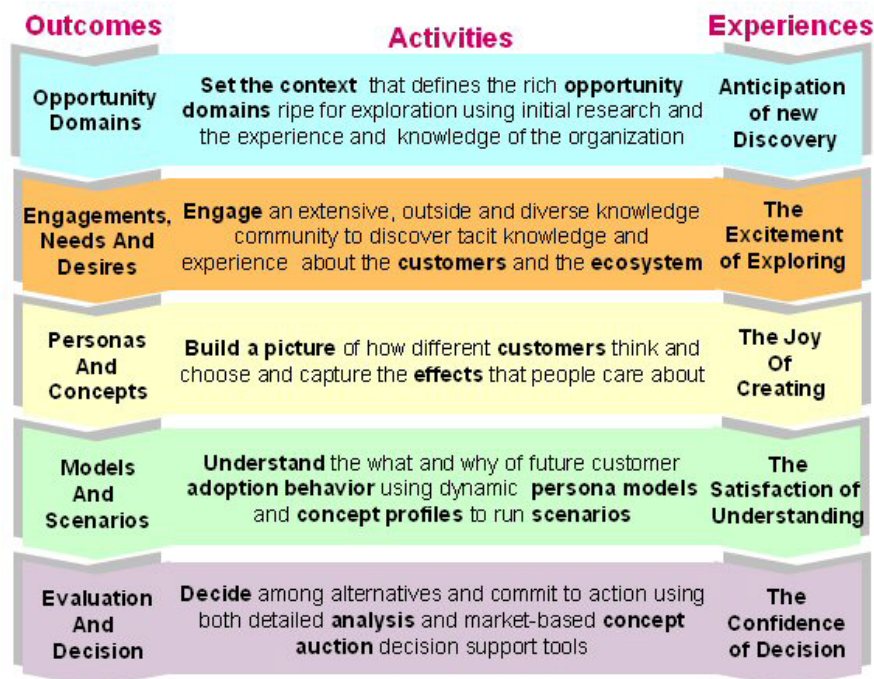 Outcomes
Activities
Experiences
Opportunity
Domains
Set the context that defines the rich opportunity
domains ripe for exploration using initial research and
the experience and knowledge of the organization
Anticipation
of new
Discovery
Engagements,
Needs And
Desires
Engage an extensive, outside and diverse knowledge
community to discover tacit knowledge and
experience about the customers and the ecosystem
The
Excitement
of Exploring
Personas
And
Concepts
Build a picture of how different customers think and
choose and capture the effects that people care about
The Joy
Of
Creating
Models
And
Scenarios
Understand the what and why of future customer
adoption behavior using dynamic persona models
and concept profiles to run scenarios
The
Satisfaction of
Understanding
Evaluation
And
Decision
Decide among alternatives and commit to action using
both detailed analysis and market-based concept
auction decision support tools
The
Confidence
of Decision